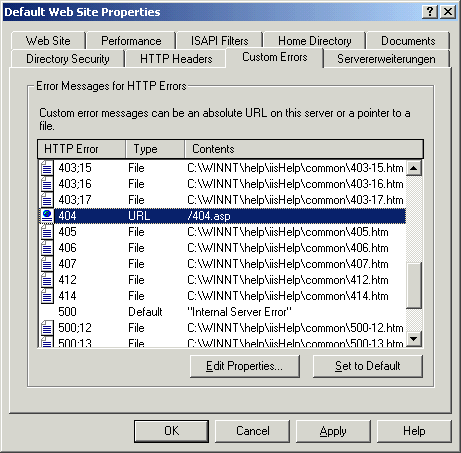 Default Web Site Properties
Web Site Performance ISAPI Filters Home Directory Documents
Directory Security HTTP Headers Custom Errors Servererweiterungen
Error Messages for HTTP Errors
Custom error messages can be an absolute URL on this server or a pointer to a
file.
HTTP Error Type Contents
403;15 File C:\WINNT\help\iisHelp\common\403-15.htm
403;16 File C:\WINNT\help\iisHelp\common\403-16.htm
403;17 File C:\WINNT\help\iisHelp\common\403-17.htm
404 URL /404.asp
405 File C:\WINNT\help\iisHelp\common\405.htm
406 File C:\WINNT\help\iisHelp\common\406.htm
407 File C:\WINNT\help\iisHelp\common\407.htm
412 File C:\WINNT\help\iisHelp\common\412.htm
414 File C:\WINNT\help\iisHelp\common\414.htm
500 Default "Internal Server Error"
500;12 File C:\WINNT\help\iisHelp\common\500-12.htm
500;13 File C:\WINNT\help\iisHelp\common\500-13.htm
Edit Properties... Set to Default
OK Cancel Apply Help